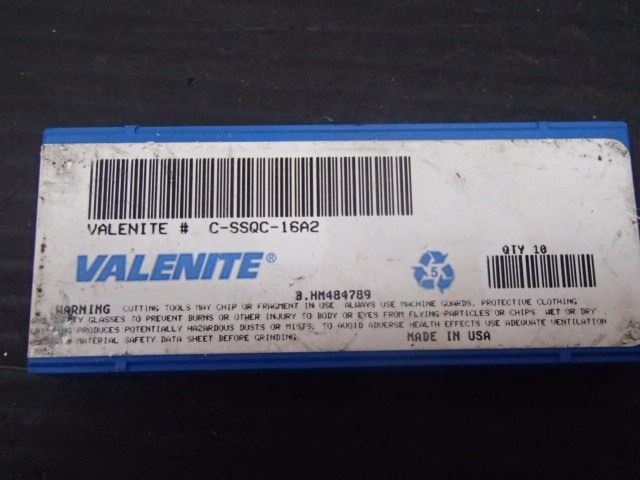 VALENITE # C-SSQC-16A2
VALENITE®
5
QTY 10
B.HM484789
WARNING CUTTING TOOLS MAY CHIP OR FRAGMENT IN USE. ALWAYS USE MACHINE GUARDS, PROTECTIVE CLOTHING
GLASSES TO PREVENT BURNS OR OTHER INJURY TO BODY OR EYES FROM FLYING PARTICLES OR CHIPS. WET OR DRY
PRODUCES POTENTIALLY HAZARDOUS DUSTS OR MISTS, TO AVOID ADVERSE HEALTH EFFECTS USE ADEQUATE VENTILATION
MATERIAL SAFETY DATA SHEET BEFORE GRINDING.
MADE IN USA